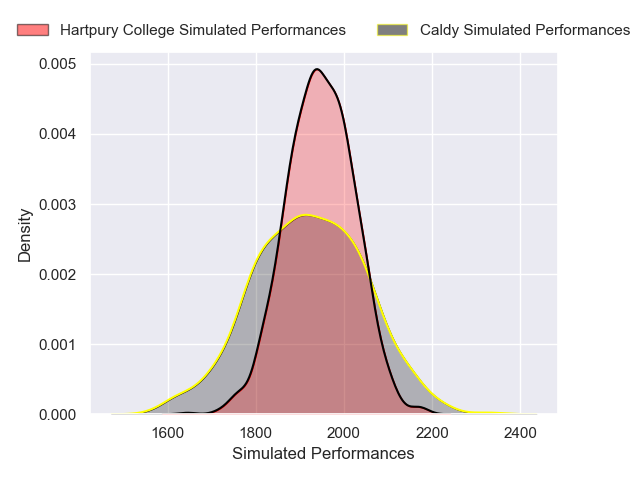 Hartpury College Simulated Performances
Caldy Simulated Performances
0.005
0.004
0.003
0.002
0.001
0.000
Density
1600 1800 2000 2200 2400
Simulated Performances